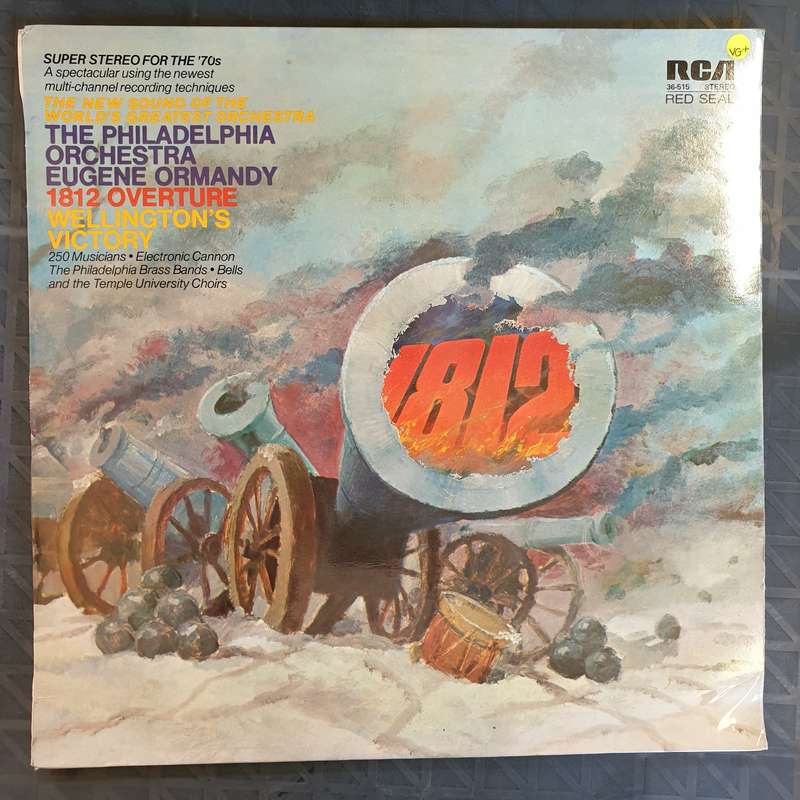 SUPER STEREO FOR THE '70s
A spectacular using the newest
multi-channel recording techniques
THE NEW SOUND OF THE
WORLD'S GREATEST ORCHESTRA
THE PHILADELPHIA
ORCHESTRA
EUGENE ORMANDY
1812 OVERTURE
WELLINGTON'S
VICTORY
250 Musicians • Electronic Cannon
The Philadelphia Brass Bands • Bells
and the Temple University Choirs
VG+
RCA
36-515 STEREO
RED SEAL
1812